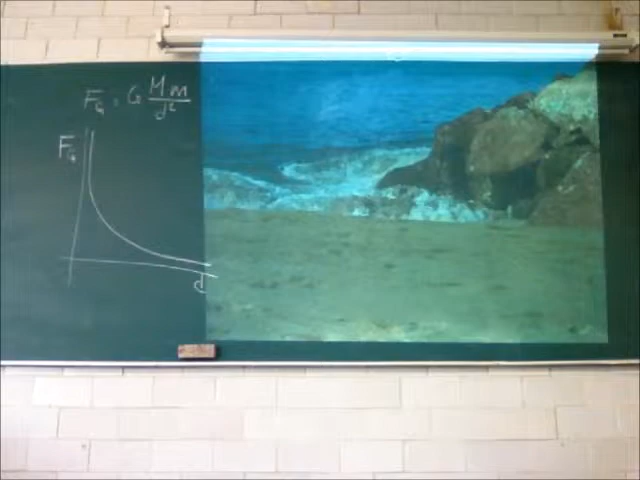 F_G = G Mm/d²
F_G
d